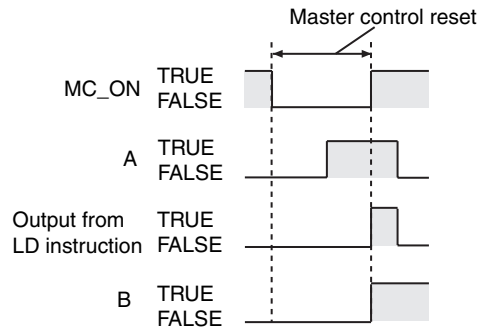 Master control reset
MC_ON
TRUE
FALSE
A
TRUE
FALSE
Output from
LD instruction
TRUE
FALSE
B
TRUE
FALSE